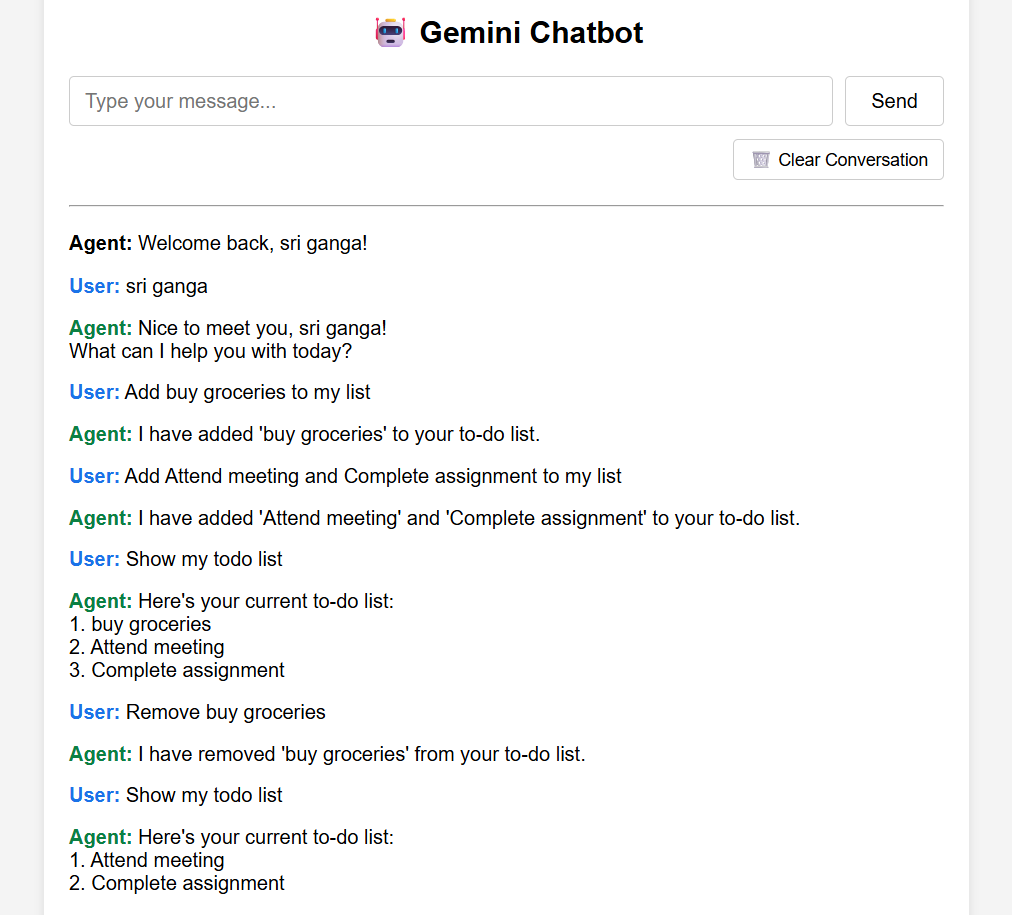 Gemini Chatbot
Type your message...
Send
Clear Conversation
Agent: Welcome back, sri ganga!
User: sri ganga
Agent: Nice to meet you, sri ganga!
What can I help you with today?
User: Add buy groceries to my list
Agent: I have added 'buy groceries' to your to-do list.
User: Add Attend meeting and Complete assignment to my list
Agent: I have added 'Attend meeting' and 'Complete assignment' to your to-do list.
User: Show my todo list
Agent: Here's your current to-do list:
1. buy groceries
2. Attend meeting
3. Complete assignment
User: Remove buy groceries
Agent: I have removed 'buy groceries' from your to-do list.
User: Show my todo list
Agent: Here's your current to-do list:
1. Attend meeting
2. Complete assignment